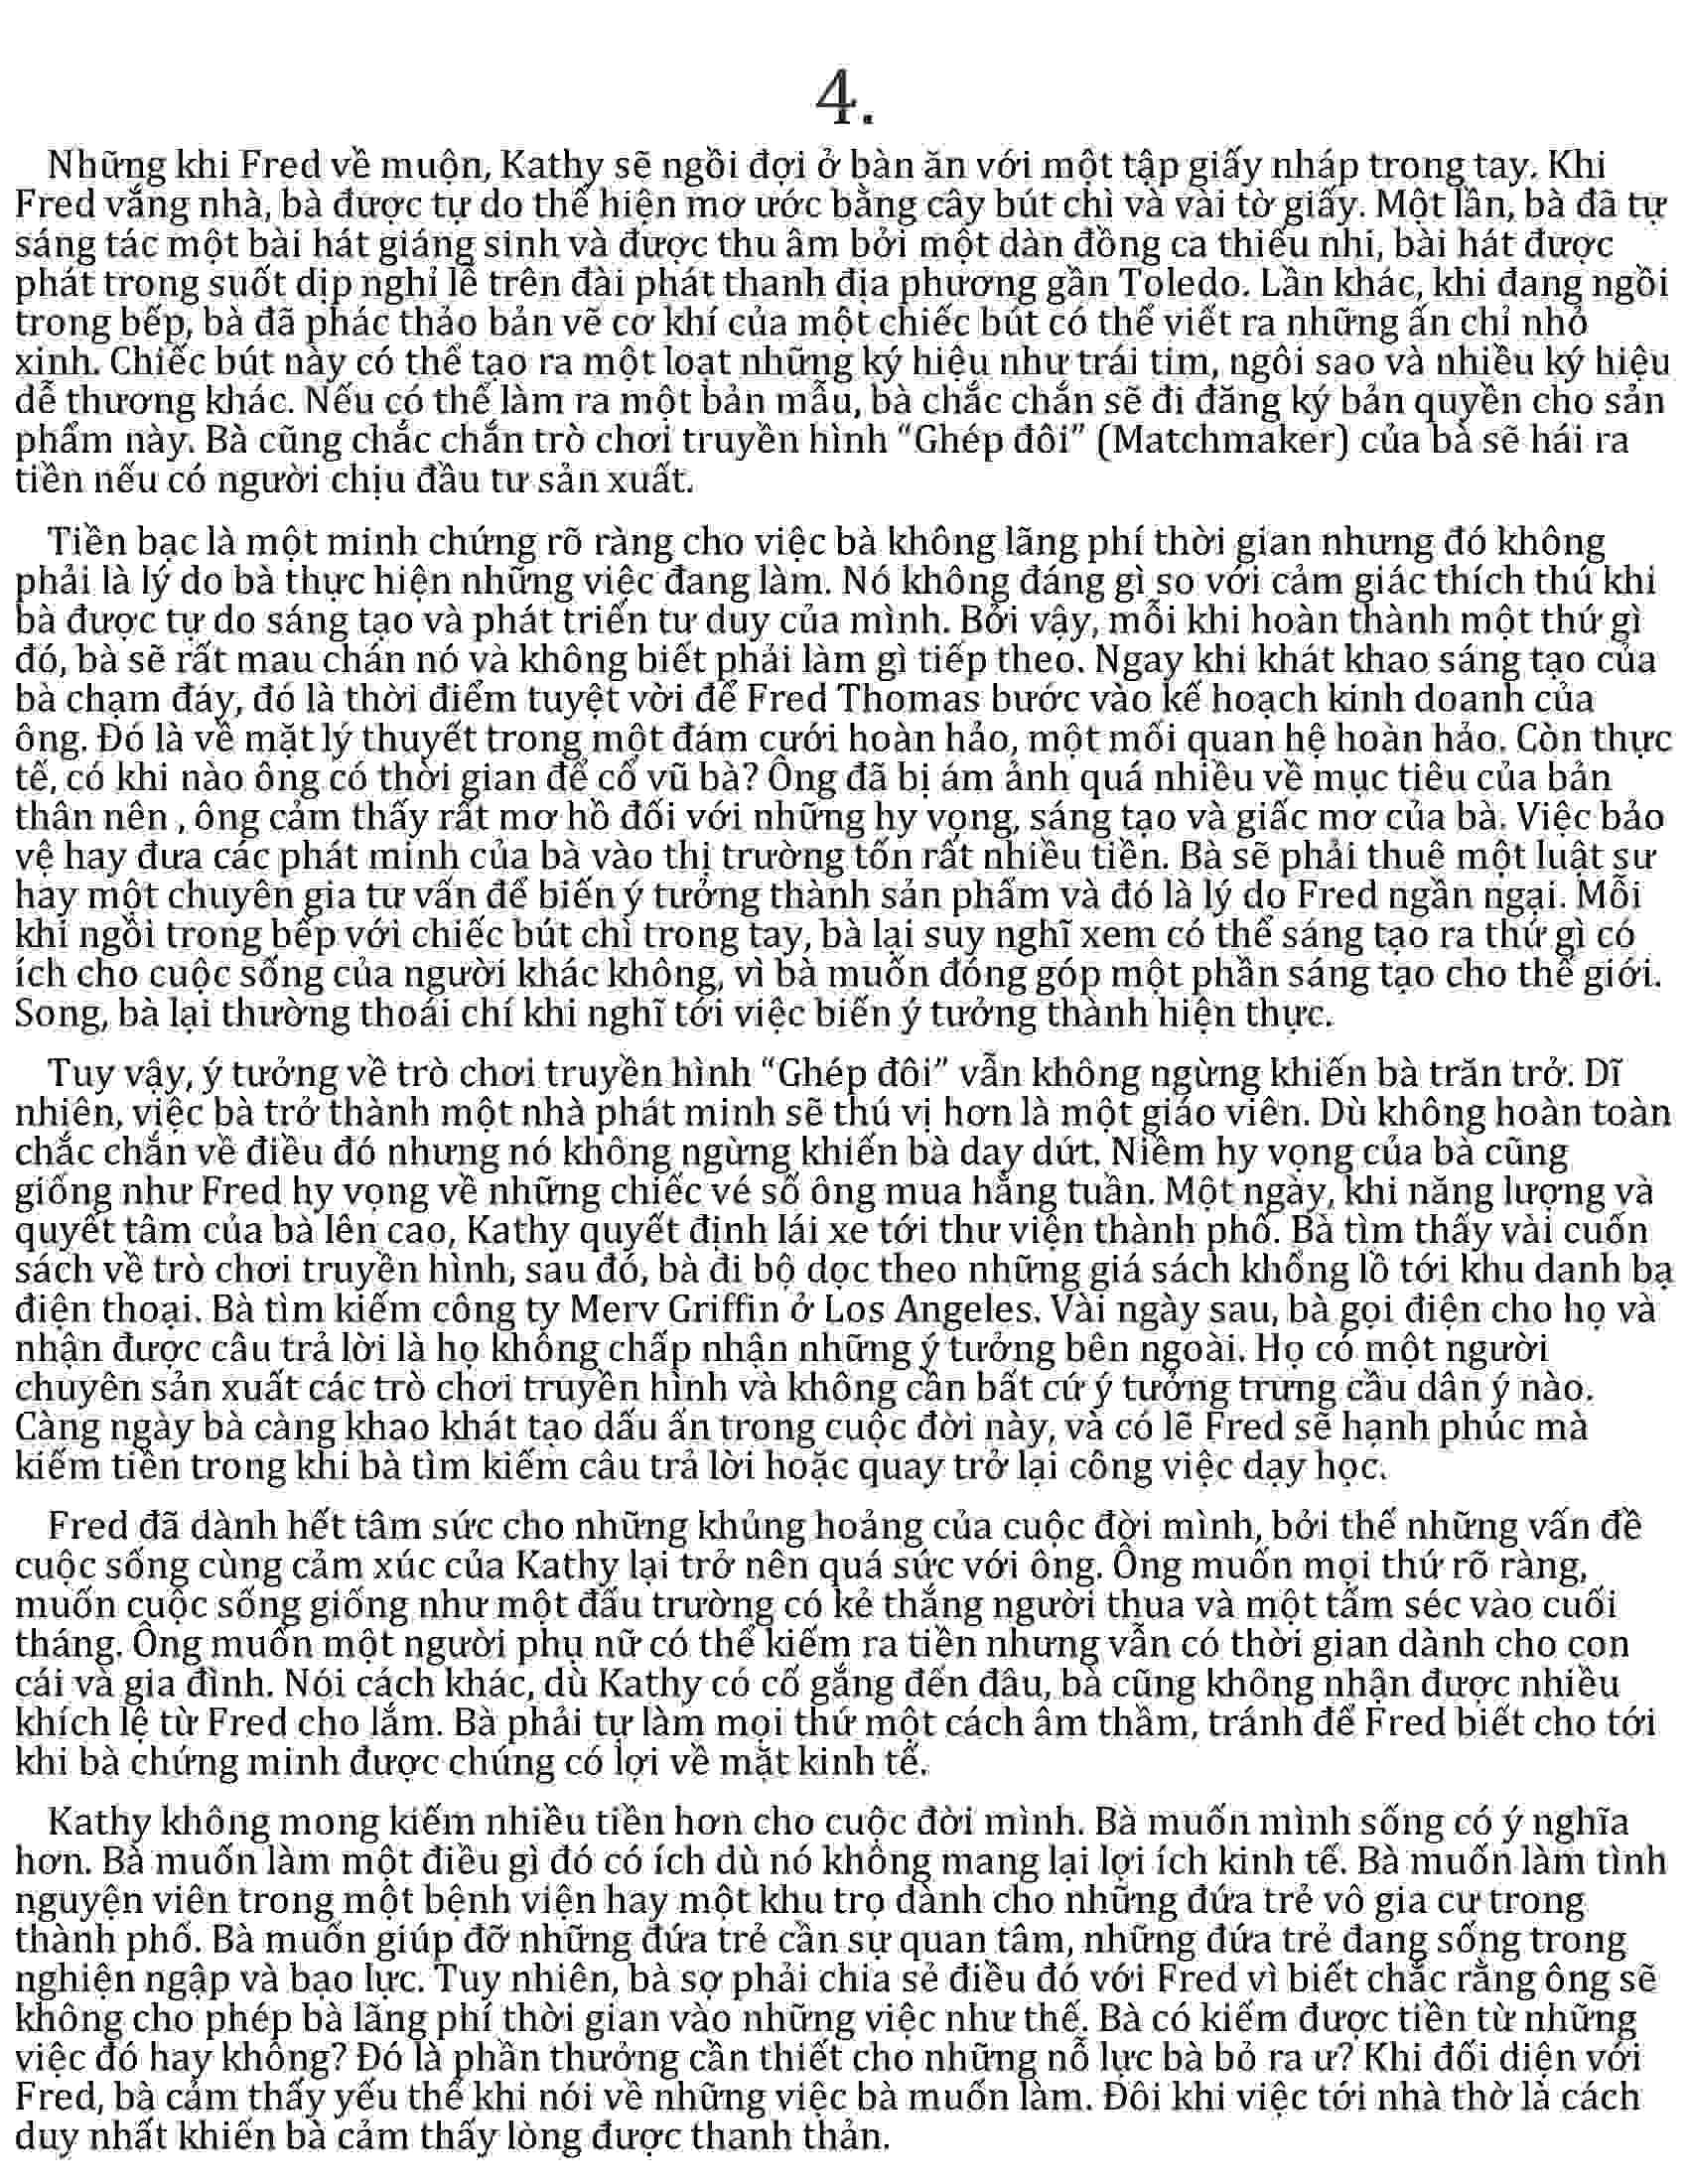 4.
Những khi Fred về muộn, Kathy sẽ ngồi đợi ở bàn ăn với một tập giấy nháp trong tay. Khi
Fred vắng nhà, bà được tự do thể hiện mơ ước bằng cây bút chì và vài tờ giấy. Một lần, bà đã tự
sáng tác một bài hát giáng sinh và được thu âm bởi một dàn đồng ca thiếu nhi, bài hát được
phát trong suốt dịp nghỉ lễ trên đài phát thanh địa phương gần Toledo. Lần khác, khi đang ngồi
trong bếp, bà đã phác thảo bản vẽ cơ khí của một chiếc bút có thể viết ra những ấn chỉ nhỏ
xinh. Chiếc bút này có thể tạo ra một loạt những ký hiệu như trái tim, ngôi sao và nhiều ký hiệu
dễ thương khác. Nếu có thể làm ra một bản mẫu, bà chắc chắn sẽ đi đăng ký bản quyền cho sản
phẩm này. Bà cũng chắc chắn trò chơi truyền hình “Ghép đôi” (Matchmaker) của bà sẽ hái ra
tiền nếu có người chịu đầu tư sản xuất.
Tiền bạc là một minh chứng rõ ràng cho việc bà không lãng phí thời gian nhưng đó không
phải là lý do bà thực hiện những việc đang làm. Nó không đáng gì so với cảm giác thích thú khi
bà được tự do sáng tạo và phát triển tư duy của mình. Bởi vậy, mỗi khi hoàn thành một thứ gì
đó, bà sẽ rất mau chán nó và không biết phải làm gì tiếp theo. Ngay khi khát khao sáng tạo của
bà chạm đáy, đó là thời điểm tuyệt vời để Fred Thomas bước vào kế hoạch kinh doanh của
ông. Đó là về mặt lý thuyết trong một đám cưới hoàn hảo, một mối quan hệ hoàn hảo. Còn thực
tế, có khi nào ông có thời gian để cổ vũ bà? Ông đã bị ám ảnh quá nhiều về mục tiêu của bản
thân nên , ông cảm thấy rất mơ hồ đối với những hy vọng, sáng tạo và giấc mơ của bà. Việc bảo
vệ hay đưa các phát minh của bà vào thị trường tốn rất nhiều tiền. Bà sẽ phải thuê một luật sư
hay một chuyên gia tư vấn để biến ý tưởng thành sản phẩm và đó là lý do Fred ngần ngại. Mỗi
khi ngồi trong bếp với chiếc bút chì trong tay, bà lại suy nghĩ xem có thể sáng tạo ra thứ gì có
ích cho cuộc sống của người khác không, vì bà muốn đóng góp một phần sáng tạo cho thế giới.
Song, bà lại thường thoái chí khi nghĩ tới việc biến ý tưởng thành hiện thực.
Tuy vậy, ý tưởng về trò chơi truyền hình “Ghép đôi” vẫn không ngừng khiến bà trăn trở. Dĩ
nhiên, việc bà trở thành một nhà phát minh sẽ thú vị hơn là một giáo viên. Dù không hoàn toàn
chắc chắn về điều đó nhưng nó không ngừng khiến bà day dứt. Niềm hy vọng của bà cũng
giống như Fred hy vọng về những chiếc vé số ông mua hằng tuần. Một ngày, khi năng lượng và
quyết tâm của bà lên cao, Kathy quyết định lái xe tới thư viện thành phố. Bà tìm thấy vài cuốn
sách về trò chơi truyền hình, sau đó, bà đi bộ dọc theo những giá sách khổng lồ tới khu danh bạ
điện thoại. Bà tìm kiếm công ty Merv Griffin ở Los Angeles. Vài ngày sau, bà gọi điện cho họ và
nhận được câu trả lời là họ không chấp nhận những ý tưởng bên ngoài. Họ có một người
chuyên sản xuất các trò chơi truyền hình và không cần bất cứ ý tưởng trưng cầu dân ý nào.
Càng ngày bà càng khao khát tạo dấu ấn trong cuộc đời này, và có lẽ Fred sẽ hạnh phúc mà
kiếm tiền trong khi bà tìm kiếm câu trả lời hoặc quay trở lại công việc dạy học.
Fred đã dành hết tâm sức cho những khủng hoảng của cuộc đời mình, bởi thế những vấn đề
cuộc sống cùng cảm xúc của Kathy lại trở nên quá sức với ông. Ông muốn mọi thứ rõ ràng,
muốn cuộc sống giống như một đấu trường có kẻ thắng người thua và một tấm séc vào cuối
tháng. Ông muốn một người phụ nữ có thể kiếm ra tiền nhưng vẫn có thời gian dành cho con
cái và gia đình. Nói cách khác, dù Kathy có cố gắng đến đâu, bà cũng không nhận được nhiều
khích lệ từ Fred cho lắm. Bà phải tự làm mọi thứ một cách âm thầm, tránh để Fred biết cho tới
khi bà chứng minh được chúng có lợi về mặt kinh tế.
Kathy không mong kiếm nhiều tiền hơn cho cuộc đời mình. Bà muốn mình sống có ý nghĩa
hơn. Bà muốn làm một điều gì đó có ích dù nó không mang lại lợi ích kinh tế. Bà muốn làm tình
nguyện viên trong một bệnh viện hay một khu trọ dành cho những đứa trẻ vô gia cư trong
thành phố. Bà muốn giúp đỡ những đứa trẻ cần sự quan tâm, những đứa trẻ đang sống trong
nghiện ngập và bạo lực. Tuy nhiên, bà sợ phải chia sẻ điều đó với Fred vì biết chắc rằng ông sẽ
không cho phép bà lãng phí thời gian vào những việc như thế. Bà có kiếm được tiền từ những
việc đó hay không? Đó là phần thưởng cần thiết cho những nỗ lực bà bỏ ra ư? Khi đối diện với
Fred, bà cảm thấy yếu thế khi nói về những việc bà muốn làm. Đôi khi việc tới nhà thờ là cách
duy nhất khiến bà cảm thấy lòng được thanh thản.